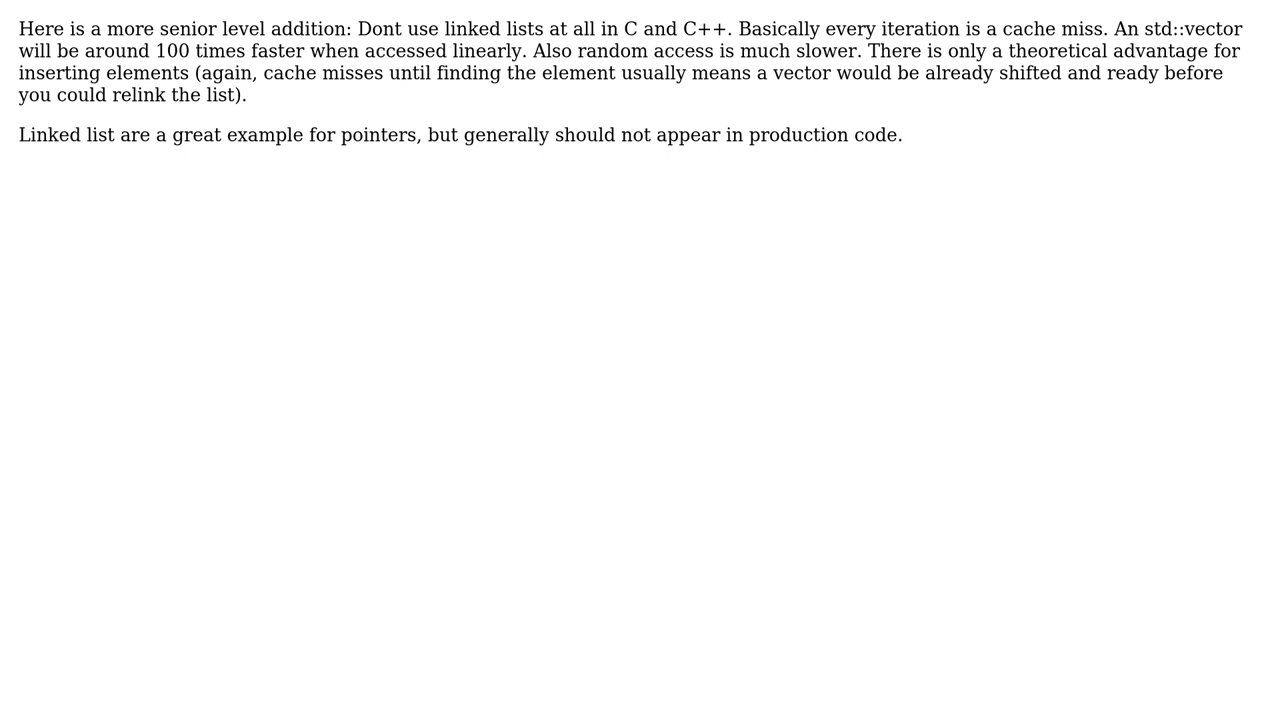 Here is a more senior level addition: Dont use linked lists at all in C and C++. Basically every iteration is a cache miss. An std::vector
will be around 100 times faster when accessed linearly. Also random access is much slower. There is only a theoretical advantage for
inserting elements (again, cache misses until finding the element usually means a vector would be already shifted and ready before
you could relink the list).
Linked list are a great example for pointers, but generally should not appear in production code.